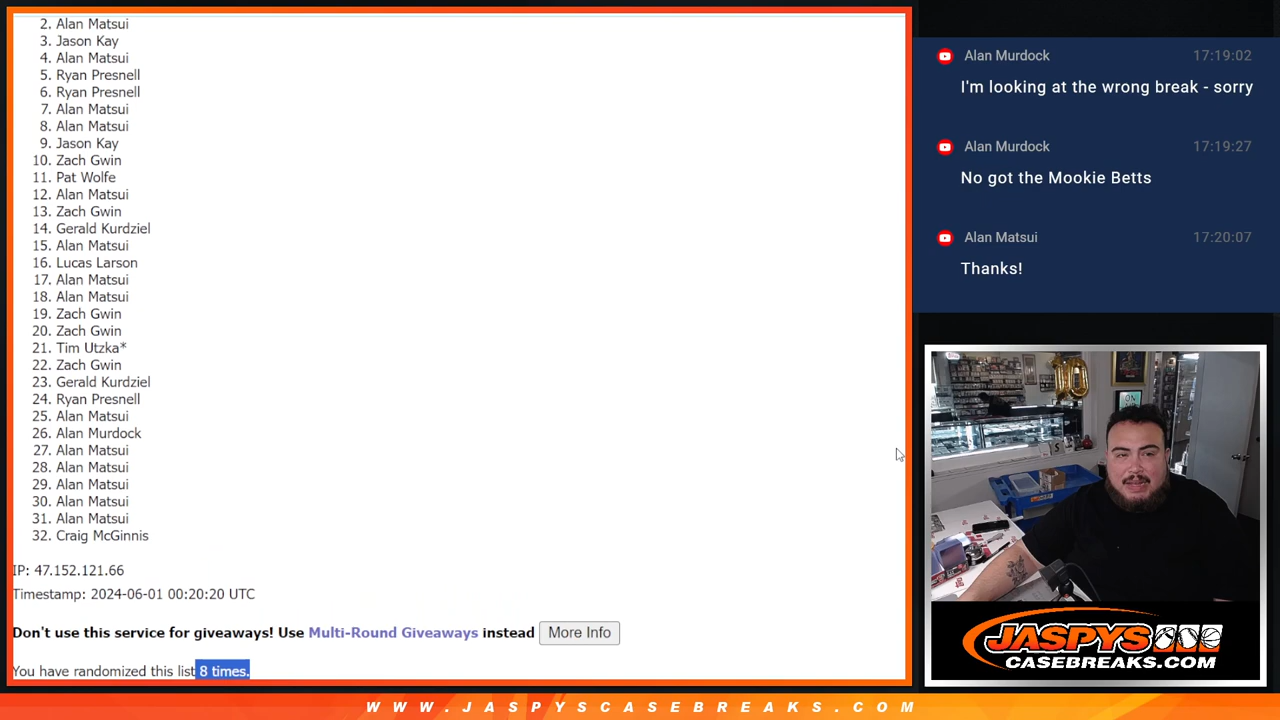 2. Alan Matsui
3. Jason Kay
4. Alan Matsui
5. Ryan Presnell
6. Ryan Presnell
7. Alan Matsui
8. Alan Matsui
9. Jason Kay
10. Zach Gwin
11. Pat Wolfe
12. Alan Matsui
13. Zach Gwin
14. Gerald Kurdziel
15. Alan Matsui
16. Lucas Larson
17. Alan Matsui
18. Alan Matsui
19. Zach Gwin
20. Zach Gwin
21. Tim Utzka*
22. Zach Gwin
23. Gerald Kurdziel
24. Ryan Presnell
25. Alan Matsui
26. Alan Murdock
27. Alan Matsui
28. Alan Matsui
29. Alan Matsui
30. Alan Matsui
31. Alan Matsui
32. Craig McGinnis
IP: 47.152.121.66
Timestamp: 2024-06-01 00:20:20 UTC
Don't use this service for giveaways! Use Multi-Round Giveaways instead More Info
You have randomized this list 8 times.
Alan Murdock 17:19:02
I'm looking at the wrong break - sorry
Alan Murdock 17:19:27
No got the Mookie Betts
Alan Matsui 17:20:07
Thanks!
10
JASPYS
CASEBREAKS.COM
WWW.JASPYSCASEBREAKS.COM